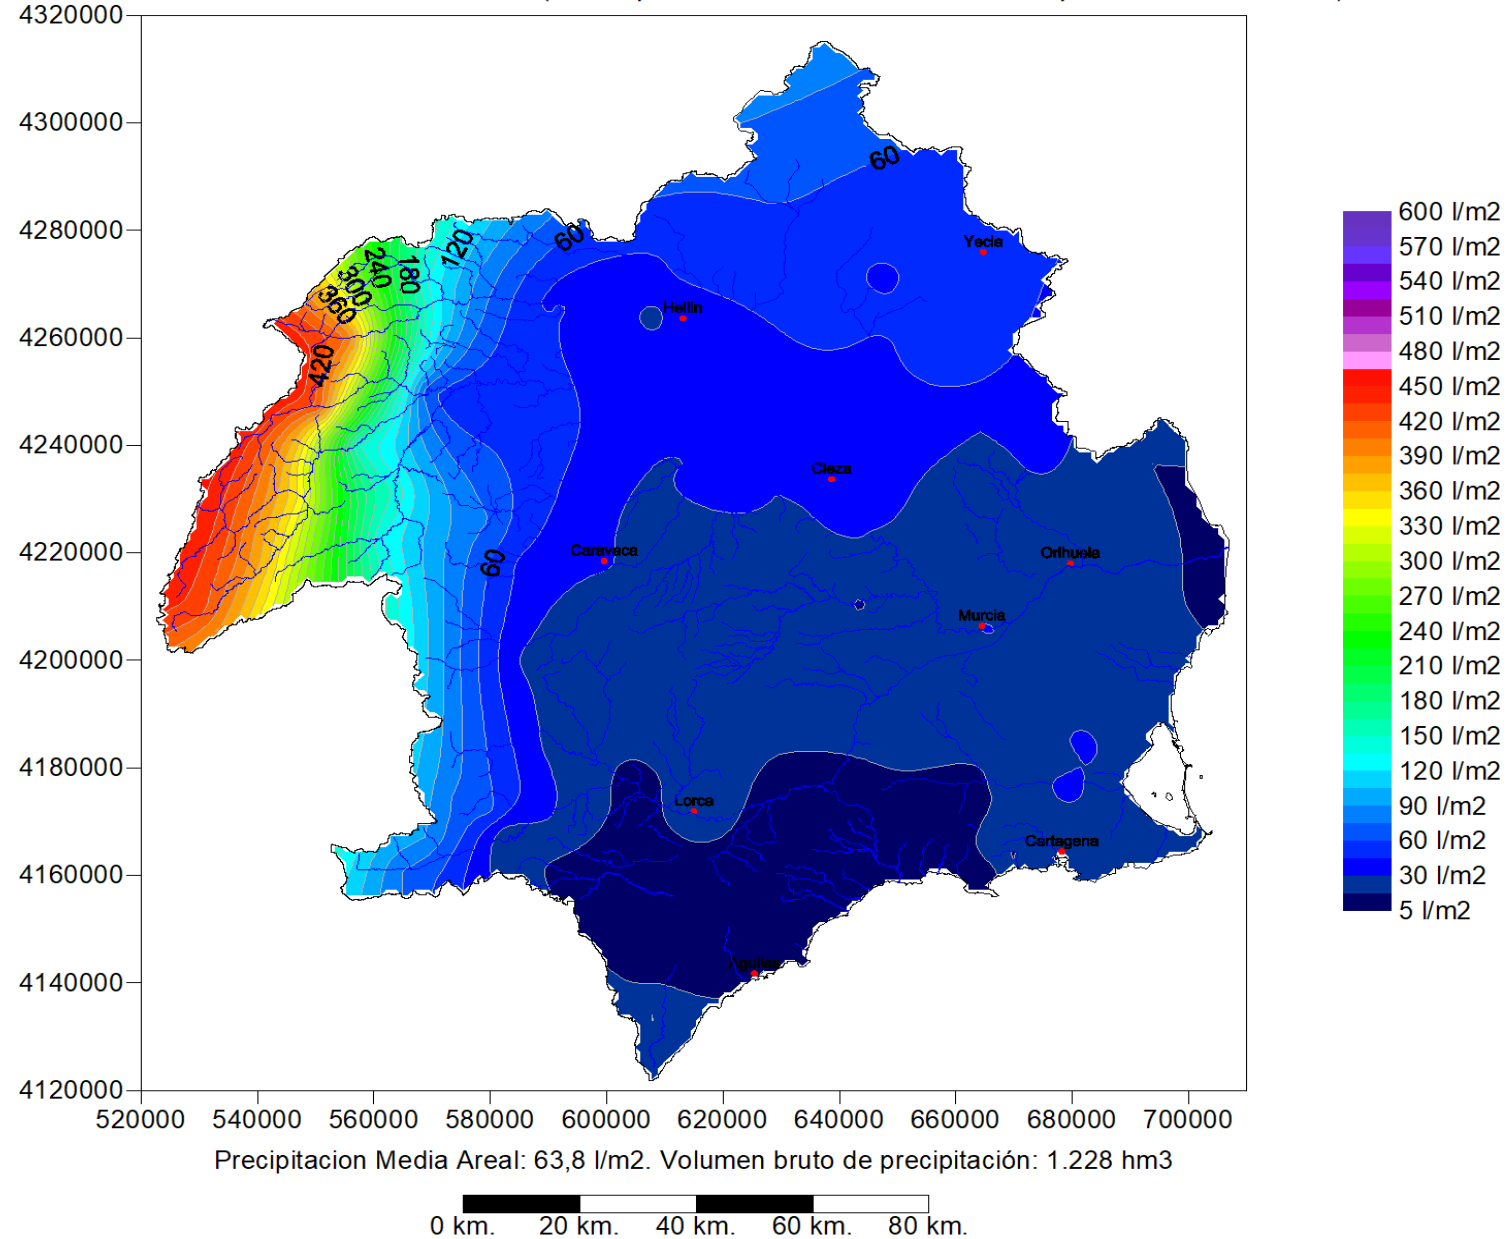 4320000
4300000
4280000
4260000
4240000
4220000
4200000
4180000
4160000
4140000
4120000
520000 540000 560000 580000 600000 620000 640000 660000 680000 700000
60
60
120
180
240
300
360
420
60
Yecla
Hellin
Cieza
Caravaca
Orihuela
Murcia
Lorca
Cartagena
Aguilas
600 l/m2
570 l/m2
540 l/m2
510 l/m2
480 l/m2
450 l/m2
420 l/m2
390 l/m2
360 l/m2
330 l/m2
300 l/m2
270 l/m2
240 l/m2
210 l/m2
180 l/m2
150 l/m2
120 l/m2
90 l/m2
60 l/m2
30 l/m2
5 l/m2
Precipitacion Media Areal: 63,8 l/m2. Volumen bruto de precipitación: 1.228 hm3
0 km. 20 km. 40 km. 60 km. 80 km.